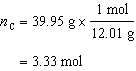 n_C = 39.95 g × 1 mol / 12.01 g
= 3.33 mol